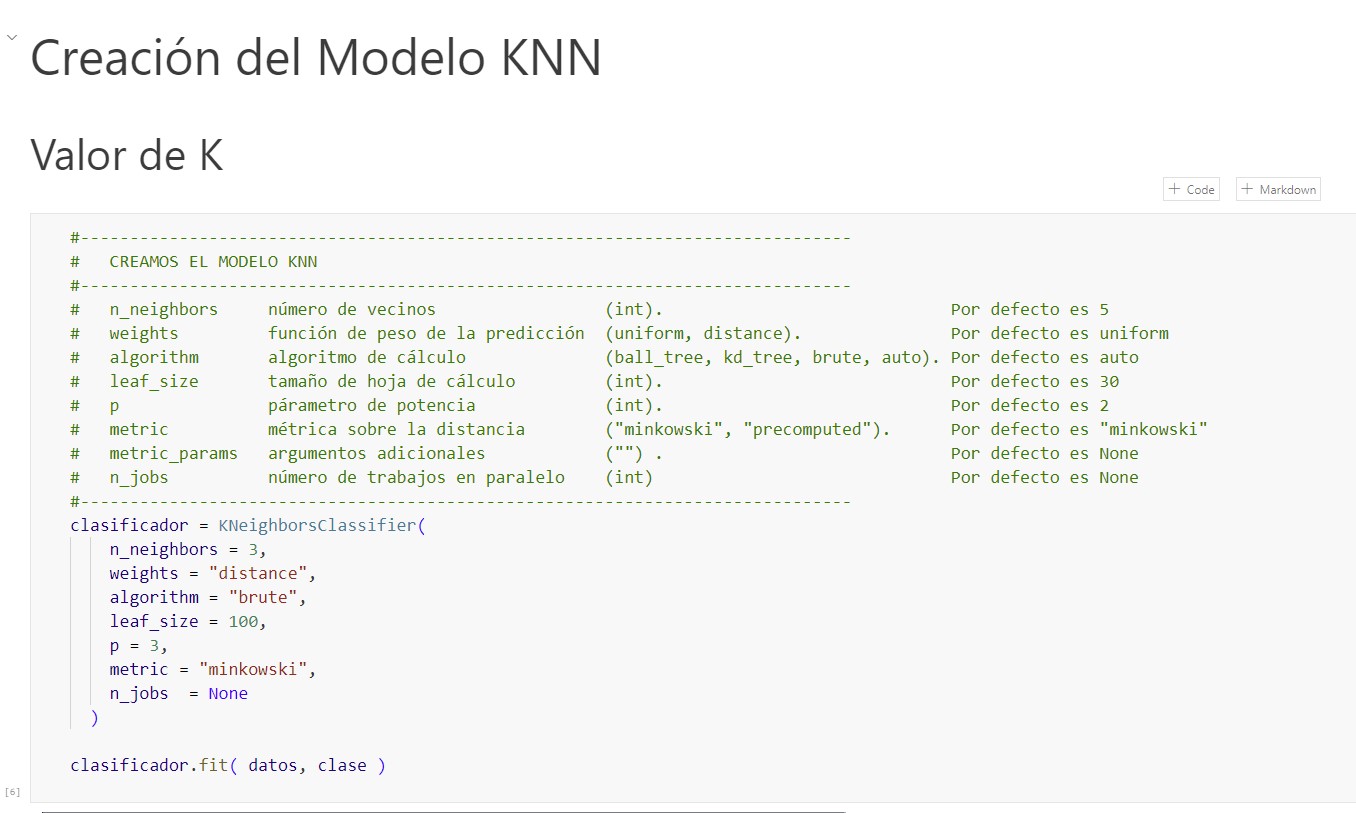 Creación del Modelo KNN
Valor de K
+ Code + Markdown
#------------------------------------------------------------------------------
#   CREAMOS EL MODELO KNN
#------------------------------------------------------------------------------
#   n_neighbors     número de vecinos                 (int).                             Por defecto es 5
#   weights         función de peso de la predicción  (uniform, distance).               Por defecto es uniform
#   algorithm       algoritmo de cálculo              (ball_tree, kd_tree, brute, auto). Por defecto es auto
#   leaf_size       tamaño de hoja de cálculo         (int).                             Por defecto es 30
#   p               párametro de potencia             (int).                             Por defecto es 2
#   metric          métrica sobre la distancia        ("minkowski", "precomputed").      Por defecto es "minkowski"
#   metric_params   argumentos adicionales            ("") .                             Por defecto es None
#   n_jobs          número de trabajos en paralelo    (int)                              Por defecto es None
#------------------------------------------------------------------------------
clasificador = KNeighborsClassifier(
    n_neighbors = 3,
    weights = "distance",
    algorithm = "brute",
    leaf_size = 100,
    p = 3,
    metric = "minkowski",
    n_jobs  = None
  )
clasificador.fit( datos, clase )
[6]